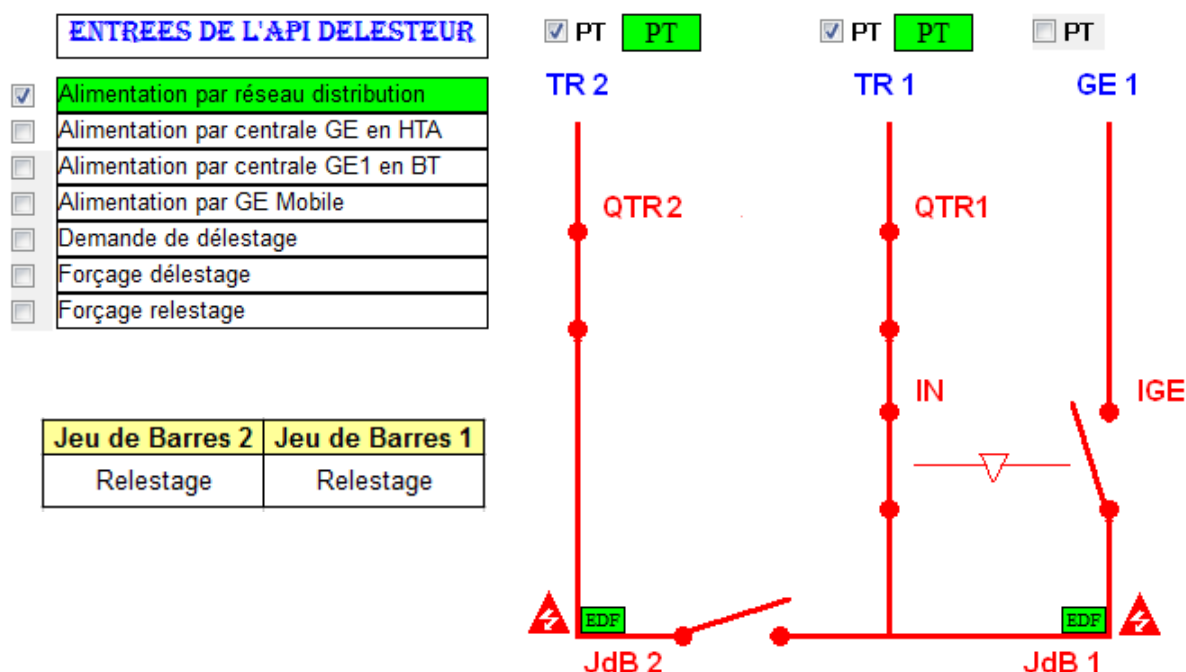 ENTREES DE L'API DELESTEUR
Alimentation par réseau distribution
Alimentation par centrale GE en HTA
Alimentation par centrale GE1 en BT
Alimentation par GE Mobile
Demande de délestage
Forçage délestage
Forçage relestage
Jeu de Barres 2 Jeu de Barres 1
Relestage Relestage
PT PT PT PT PT
TR 2 TR 1 GE 1
QTR2 QTR1
IN IGE
EDF EDF
JdB 2 JdB 1